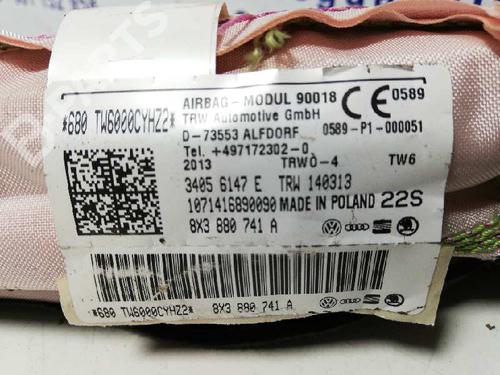 *680 TW6000CYHZ2*
AIRBAG-MODUL 90018 CE 0589
TRW Automotive GmbH
D-73553 ALFDORF 0589-P1-000051
Tel. +497172302-0
2013 TRWO-4 TW6
3405 6147 E TRW 140313
1071416890090 MADE IN POLAND 22S
8X3 880 741 A
*680 TW6000CYHZ2* 8X3 880 741 A